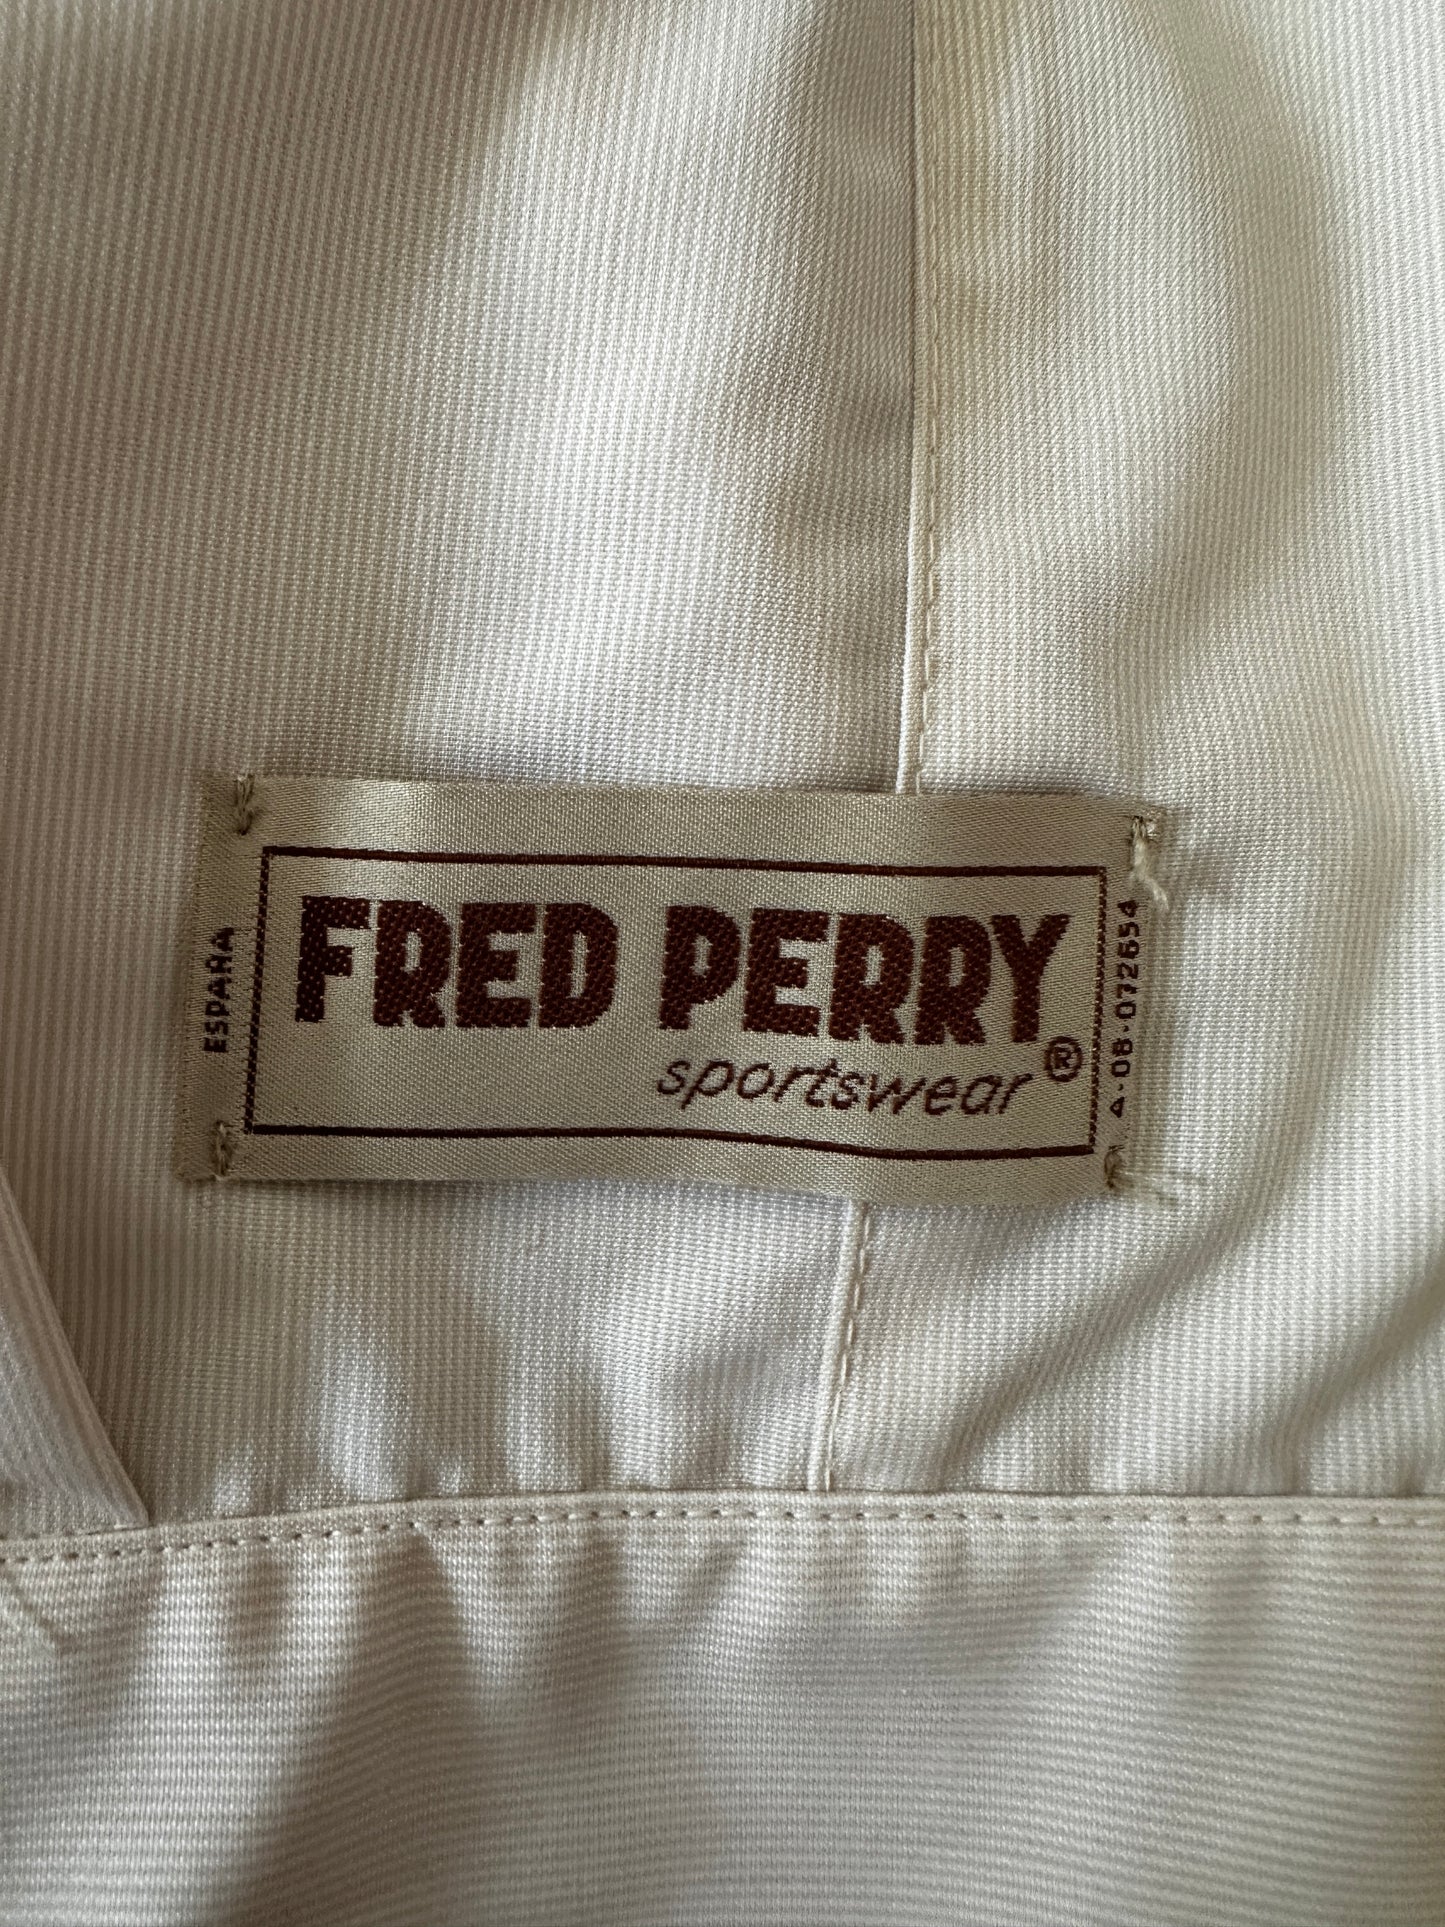 ESPAÑA
FRED PERRY
sportswear ®
4-08-072654